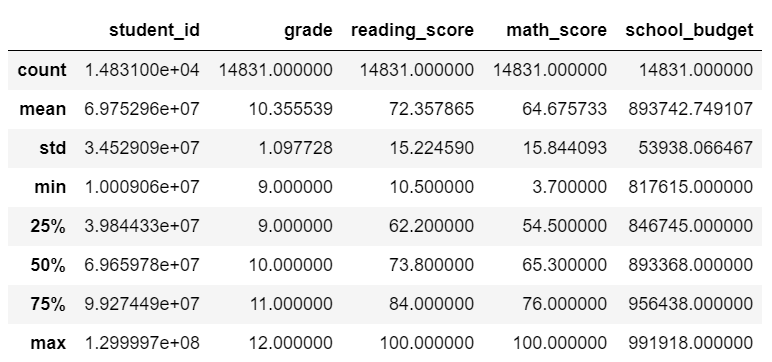 student_id grade reading_score math_score school_budget
count 1.483100e+04 14831.000000 14831.000000 14831.000000 14831.000000
mean 6.975296e+07 10.355539 72.357865 64.675733 893742.749107
std 3.452909e+07 1.097728 15.224590 15.844093 53938.066467
min 1.000906e+07 9.000000 10.500000 3.700000 817615.000000
25% 3.984433e+07 9.000000 62.200000 54.500000 846745.000000
50% 6.965978e+07 10.000000 73.800000 65.300000 893368.000000
75% 9.927449e+07 11.000000 84.000000 76.000000 956438.000000
max 1.299997e+08 12.000000 100.000000 100.000000 991918.000000